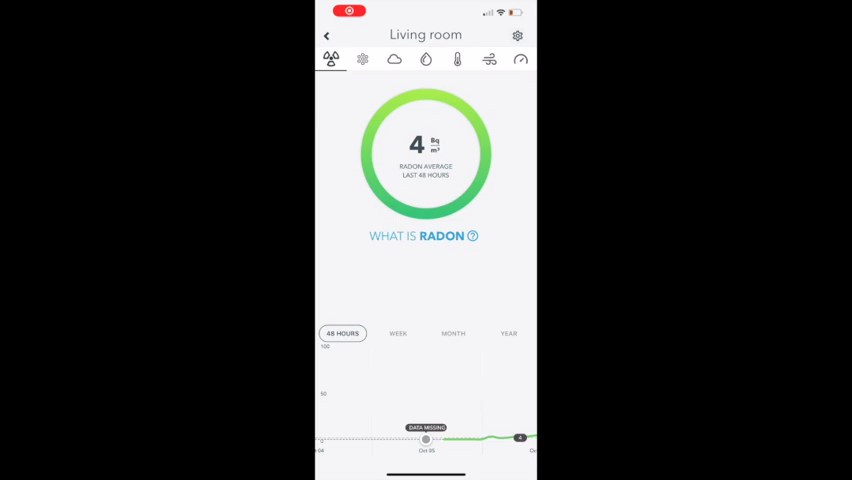 Living room
4 Bq
m³
RADON AVERAGE
LAST 48 HOURS
WHAT IS RADON ?
48 HOURS WEEK MONTH YEAR
100
50
DATA MISSING
4
0
Oct 05